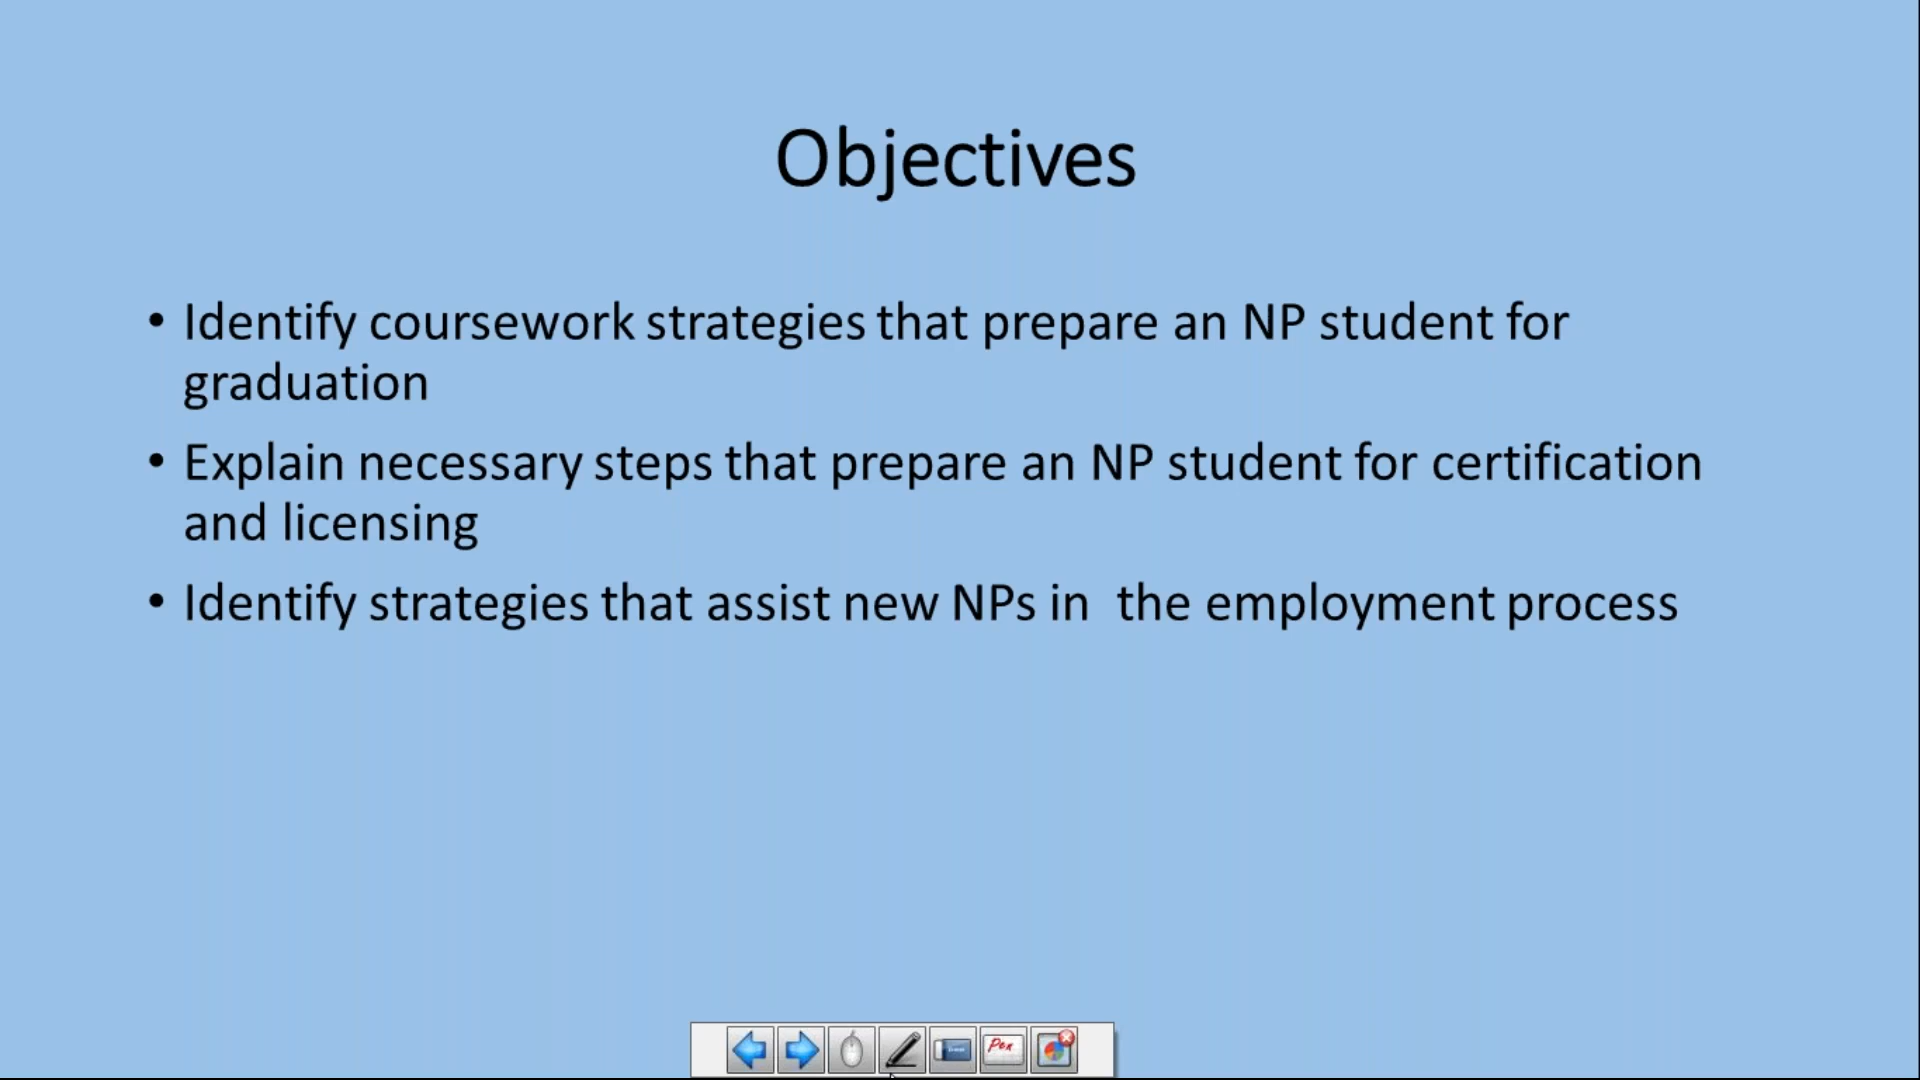 Objectives
• Identify coursework strategies that prepare an NP student for
graduation
• Explain necessary steps that prepare an NP student for certification
and licensing
• Identify strategies that assist new NPs in  the employment process
Pen